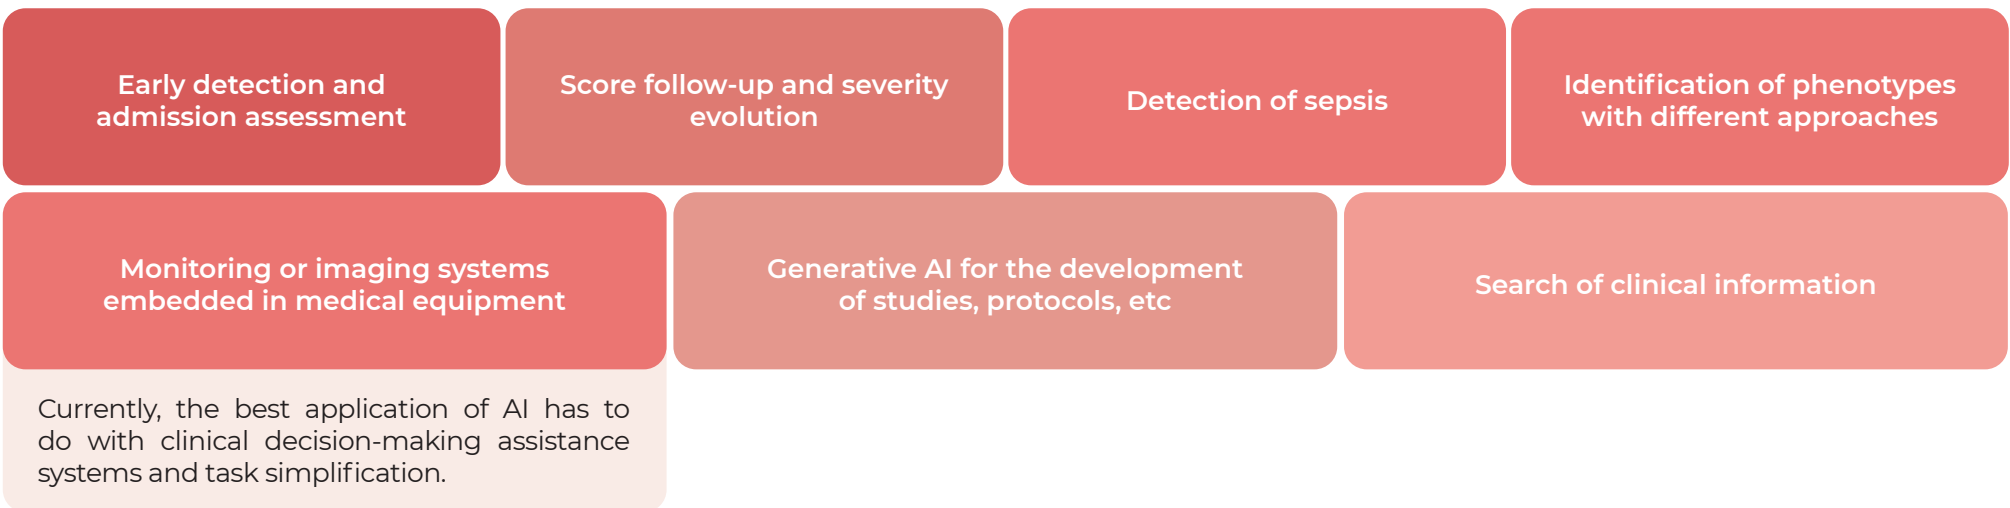 Early detection and
admission assessment
Score follow-up and severity
evolution
Detection of sepsis
Identification of phenotypes
with different approaches
Monitoring or imaging systems
embedded in medical equipment
Generative AI for the development
of studies, protocols, etc
Search of clinical information
Currently, the best application of AI has to
do with clinical decision-making assistance
systems and task simplification.